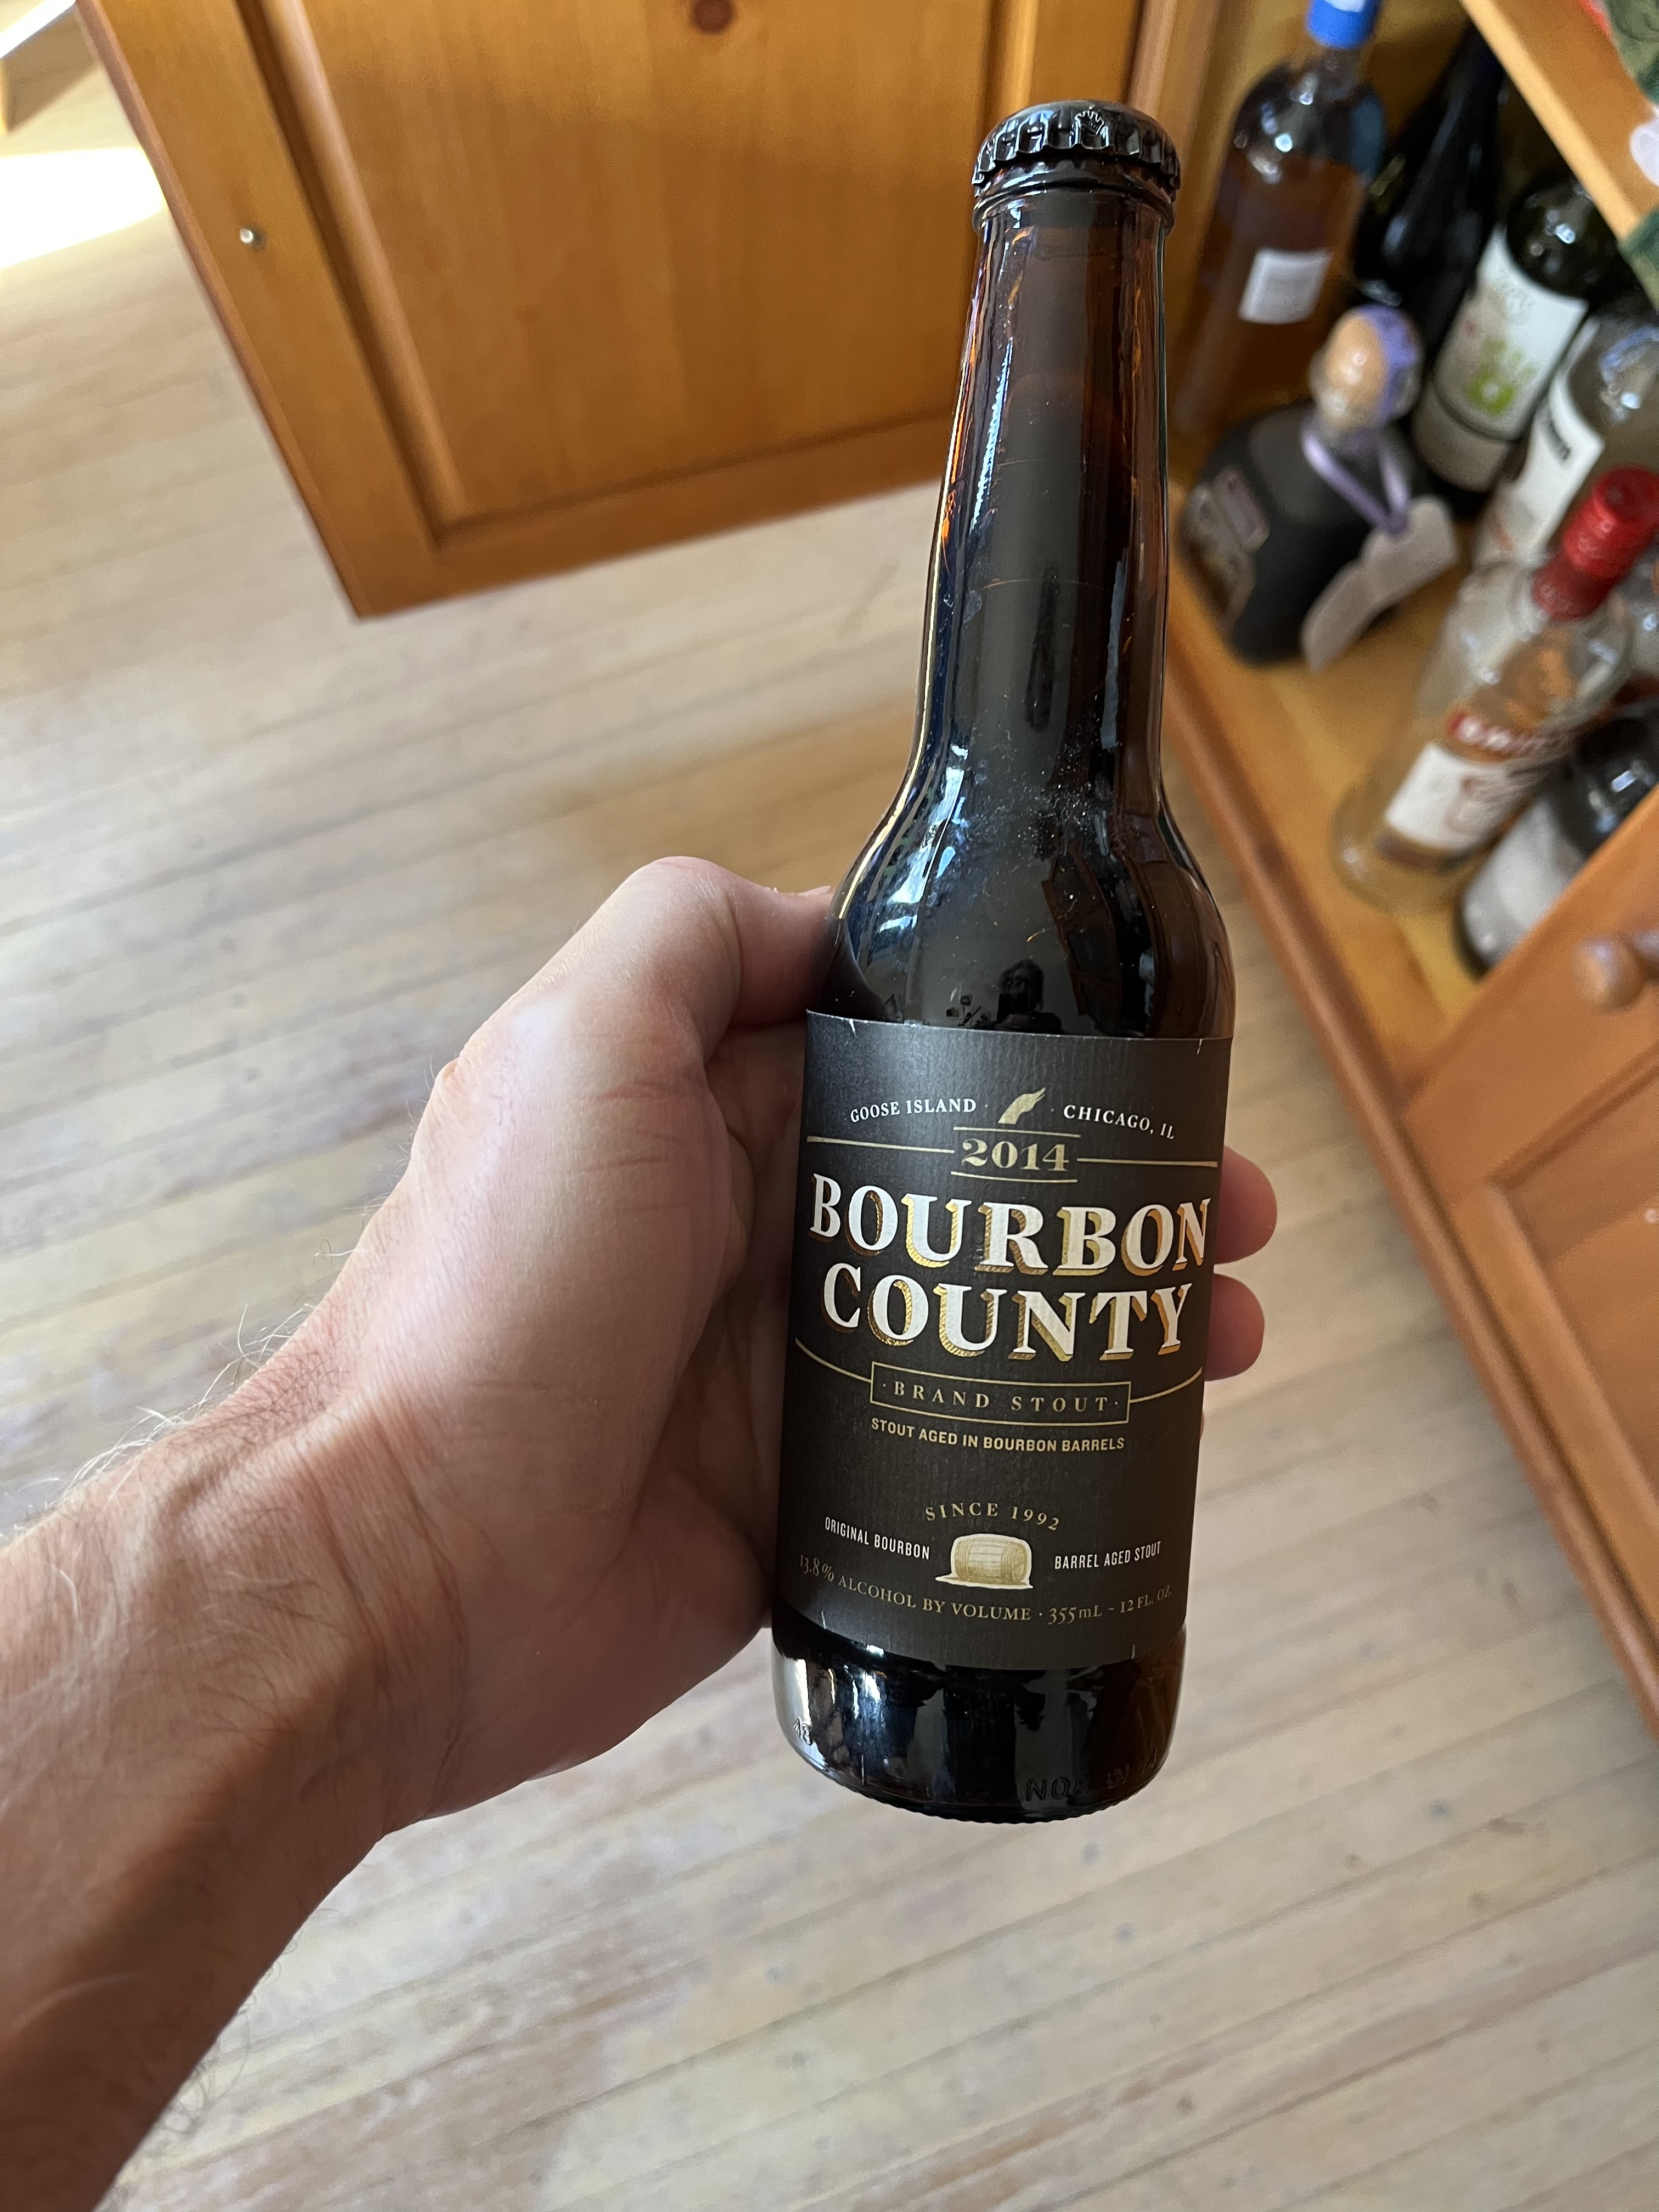 GOOSE ISLAND · CHICAGO, IL
2014
BOURBON
COUNTY
· BRAND STOUT ·
STOUT AGED IN BOURBON BARRELS
SINCE 1992
ORIGINAL BOURBON BARREL AGED STOUT
13.8% ALCOHOL BY VOLUME · 355mL - 12 FL. OZ.